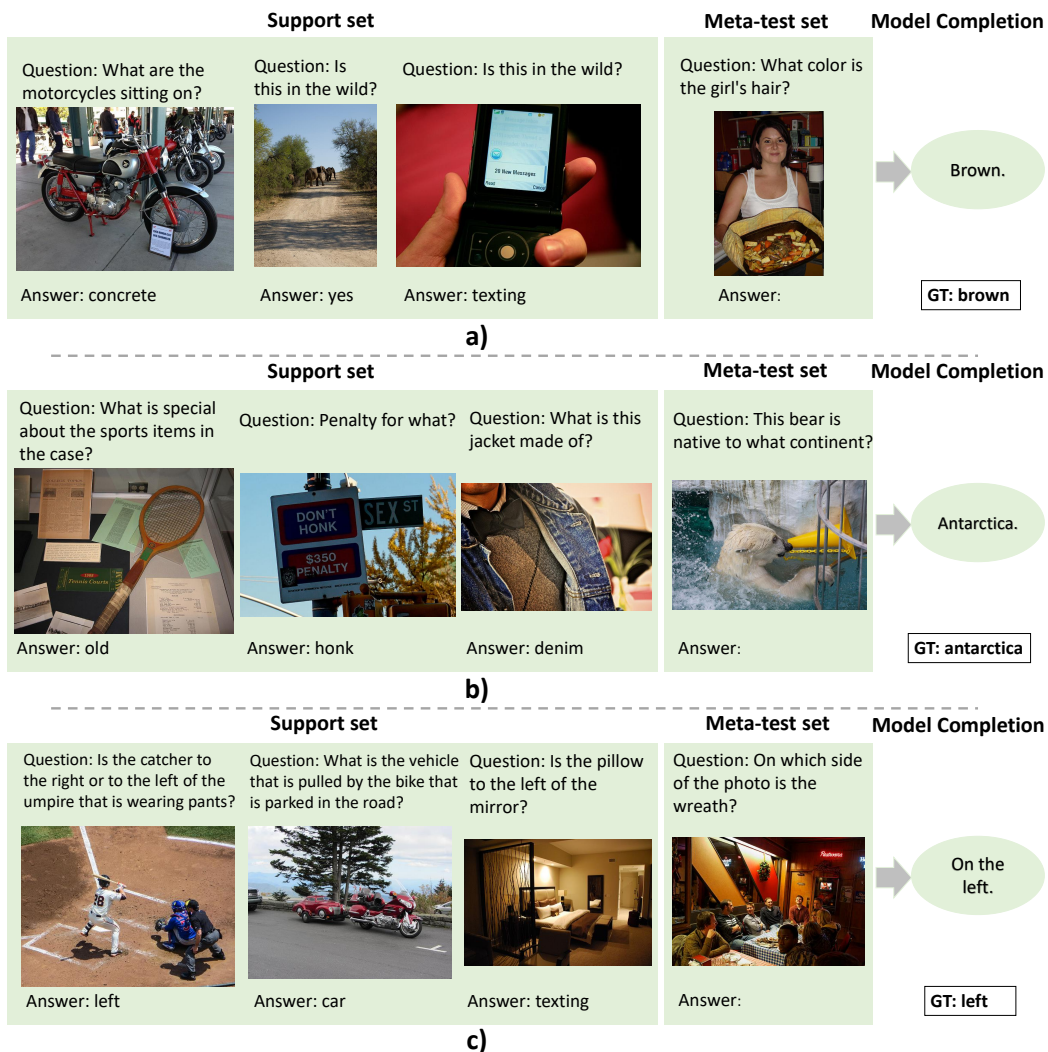 Support set
Meta-test set
Model Completion
Question: What are the
motorcycles sitting on?
Question: Is
this in the wild?
Question: Is this in the wild?
Question: What color is
the girl's hair?
20 New Messages
Read
Cancel
Brown.
Answer: concrete
Answer: yes
Answer: texting
Answer:
GT: brown
a)
Support set
Meta-test set
Model Completion
Question: What is special
about the sports items in
the case?
Question: Penalty for what?
Question: What is this
jacket made of?
Question: This bear is
native to what continent?
Tennis Courts
DON'T
HONK
$350
PENALTY
SEX ST
Antarctica.
Answer: old
Answer: honk
Answer: denim
Answer:
GT: antarctica
b)
Support set
Meta-test set
Model Completion
Question: Is the catcher to
the right or to the left of the
umpire that is wearing pants?
Question: What is the vehicle
that is pulled by the bike that
is parked in the road?
Question: Is the pillow
to the left of the
mirror?
Question: On which side
of the photo is the
wreath?
28
On the
left.
Answer: left
Answer: car
Answer: texting
Answer:
GT: left
c)